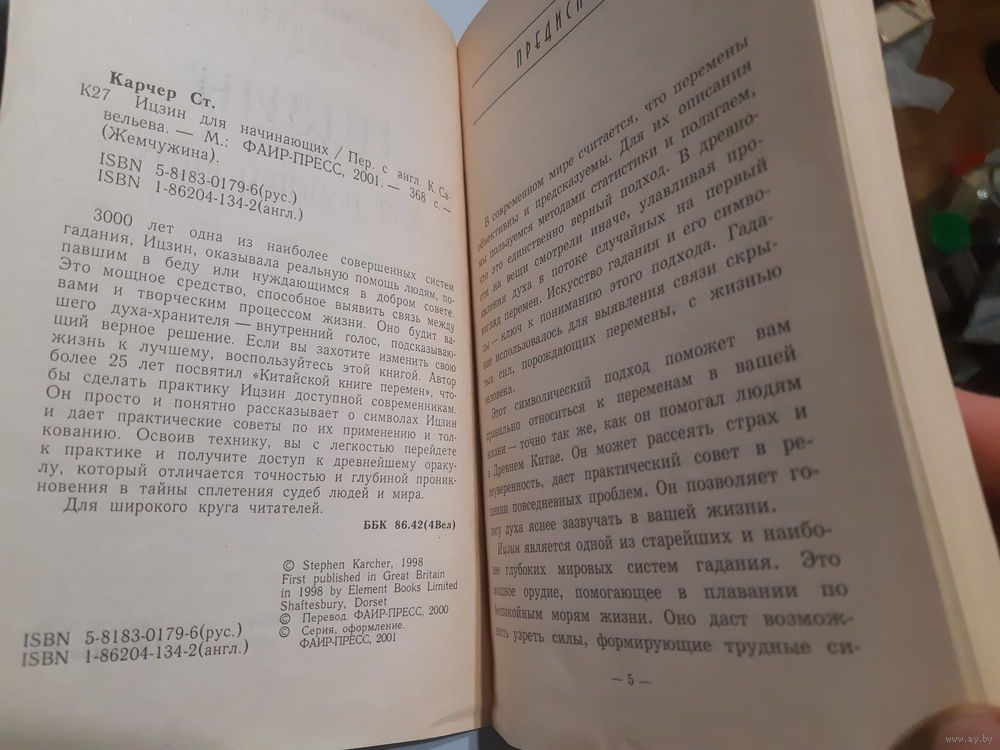 Карчер Ст.
К27 Ицзин для начинающих / Пер. с англ. К. Са-
вельева. — М.: ФАИР-ПРЕСС, 2001. — 368 с. —
(Жемчужина).
ISBN 5-8183-0179-6(рус.)
ISBN 1-86204-134-2(англ.)
3000 лет одна из наиболее совершенных систем
гадания, Ицзин, оказывала реальную помощь людям, по-
павшим в беду или нуждающимся в добром совете.
Это мощное средство, способное выявить связь между
вами и творческим процессом жизни. Оно будит ва-
шего духа-хранителя — внутренний голос, подсказываю-
щий верное решение. Если вы захотите изменить свою
жизнь к лучшему, воспользуйтесь этой книгой. Автор
более 25 лет посвятил «Китайской книге перемен», что-
бы сделать практику Ицзин доступной современникам.
Он просто и понятно рассказывает о символах Ицзин
и дает практические советы по их применению и тол-
кованию. Освоив технику, вы с легкостью перейдете
к практике и получите доступ к древнейшему ораку-
лу, который отличается точностью и глубиной проник-
новения в тайны сплетения судеб людей и мира.
Для широкого круга читателей.
ББК 86.42(4Вел)
© Stephen Karcher, 1998
First published in Great Britain
in 1998 by Element Books Limited
Shaftesbury, Dorset
© Перевод. ФАИР-ПРЕСС, 2000
© Серия, оформление.
ФАИР-ПРЕСС, 2001
ISBN 5-8183-0179-6(рус.)
ISBN 1-86204-134-2(англ.)
ПРЕДИСЛ
В современном мире считается, что перемены
объективны и предсказуемы. Для их описания
мы пользуемся методами статистики и полагаем,
что это единственно верный подход. В древно-
сти на вещи смотрели иначе, улавливая про-
явления духа в потоке случайных на первый
взгляд перемен. Искусство гадания и его симво-
лы — ключ к пониманию этого подхода. Гада-
ние использовалось для выявления связи скры-
тых сил, порождающих перемены, с жизнью
человека.
Этот символический подход поможет вам
правильно относиться к переменам в вашей
жизни — точно так же, как он помогал людям
в Древнем Китае. Он может рассеять страх и
неуверенность, даст практический совет в ре-
шении повседневных проблем. Он позволяет го-
лосу духа яснее зазвучать в вашей жизни.
Ицзин является одной из старейших и наибо-
лее глубоких мировых систем гадания. Это
мощное орудие, помогающее в плавании по
беспокойным морям жизни. Оно даст возмож-
ность узреть силы, формирующие трудные си-
— 5 —
www.ay.by